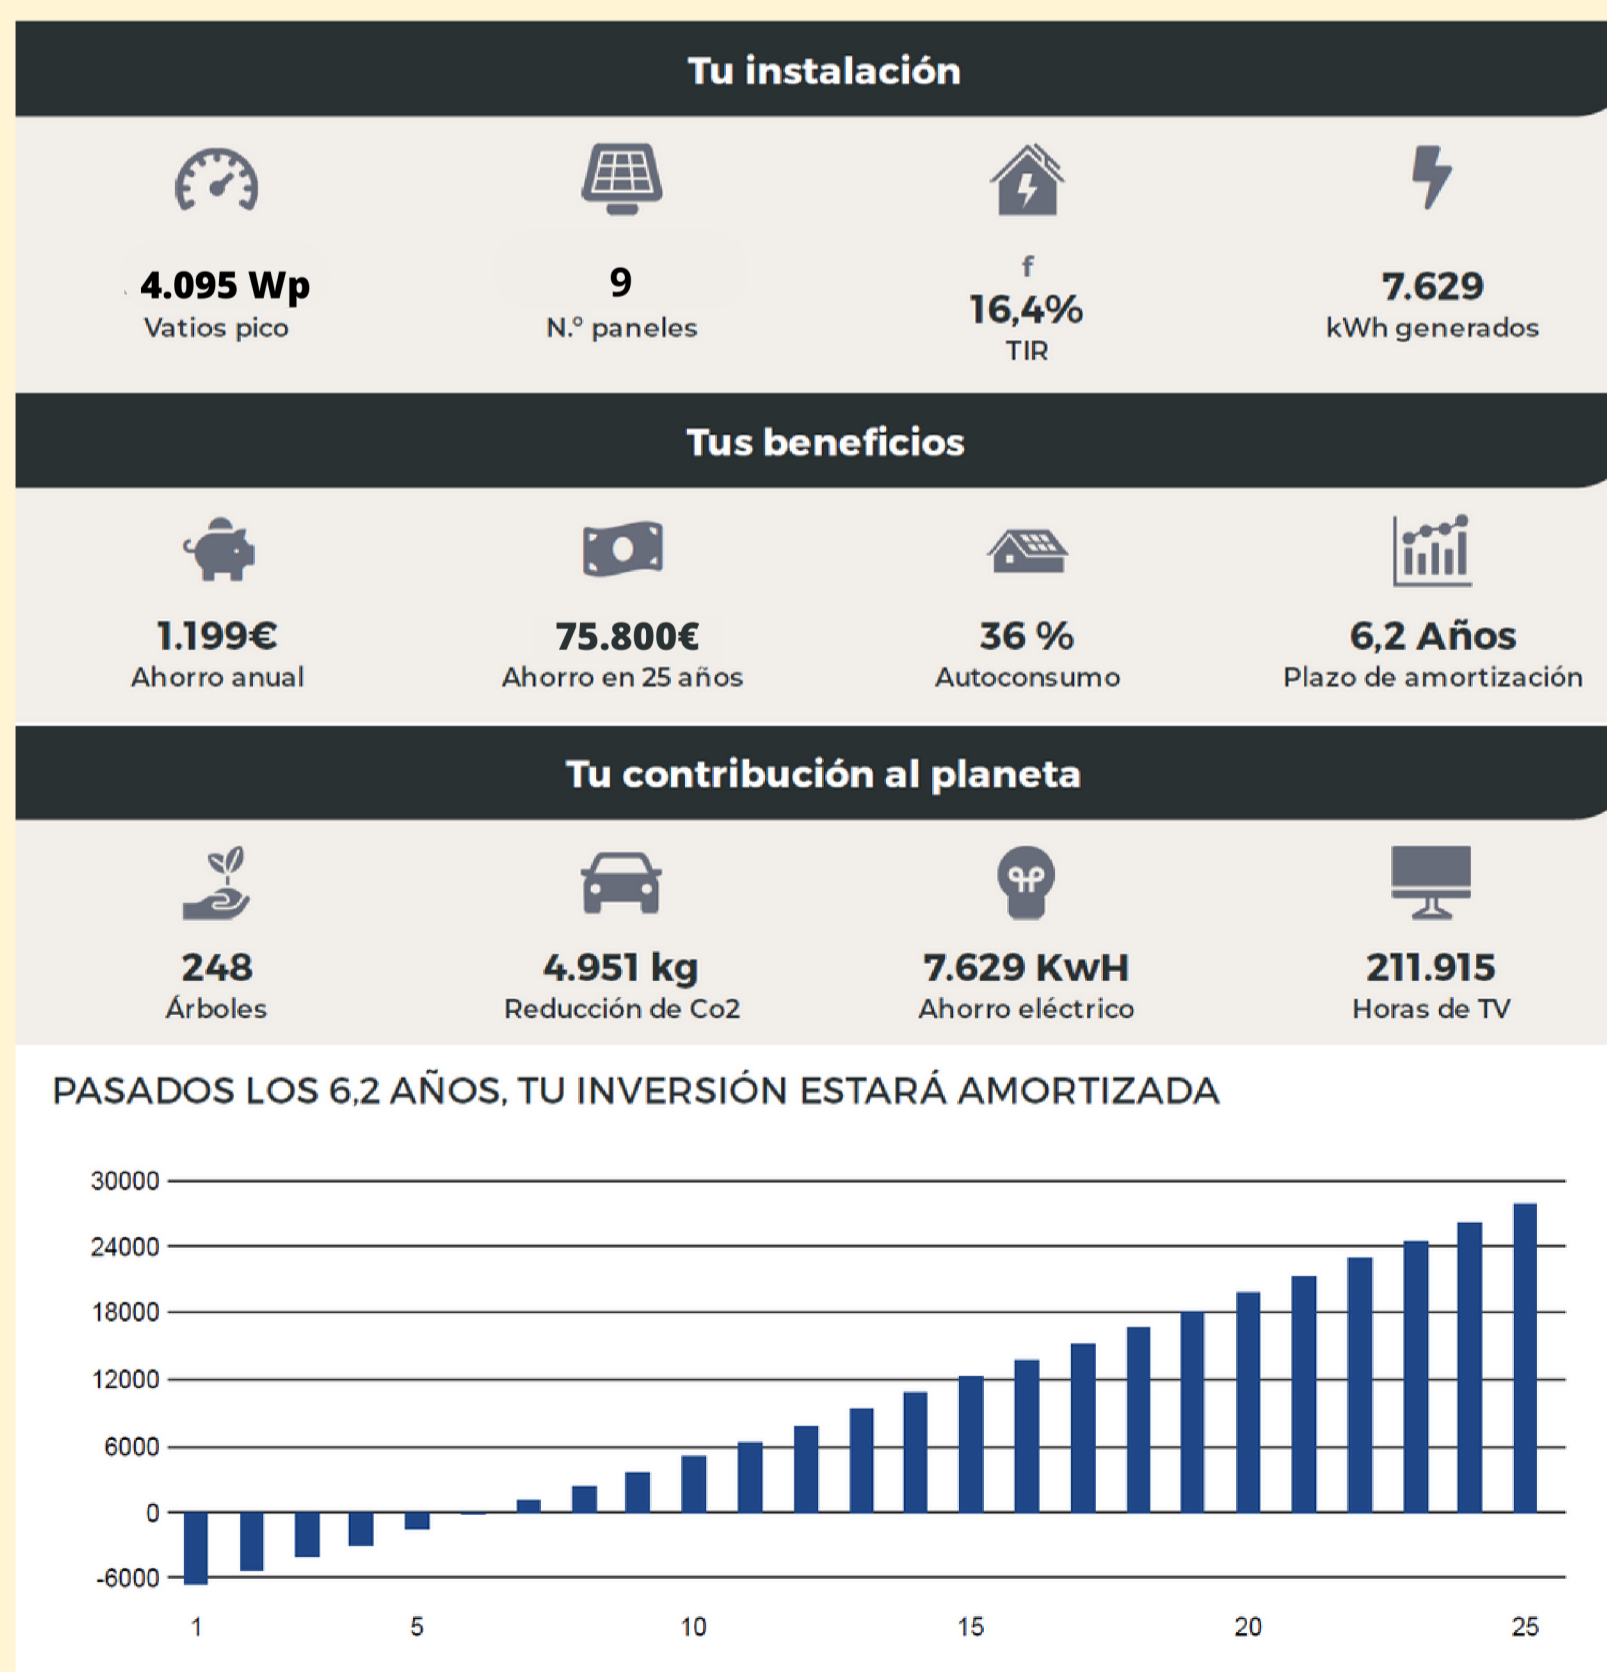 Tu instalación
4.095 Wp
Vatios pico
9
N.º paneles
f
16,4%
TIR
7.629
kWh generados
Tus beneficios
1.199€
Ahorro anual
75.800€
Ahorro en 25 años
36 %
Autoconsumo
6,2 Años
Plazo de amortización
Tu contribución al planeta
248
Árboles
4.951 kg
Reducción de Co2
7.629 KwH
Ahorro eléctrico
211.915
Horas de TV
PASADOS LOS 6,2 AÑOS, TU INVERSIÓN ESTARÁ AMORTIZADA
30000
24000
18000
12000
6000
0
-6000
1 5 10 15 20 25